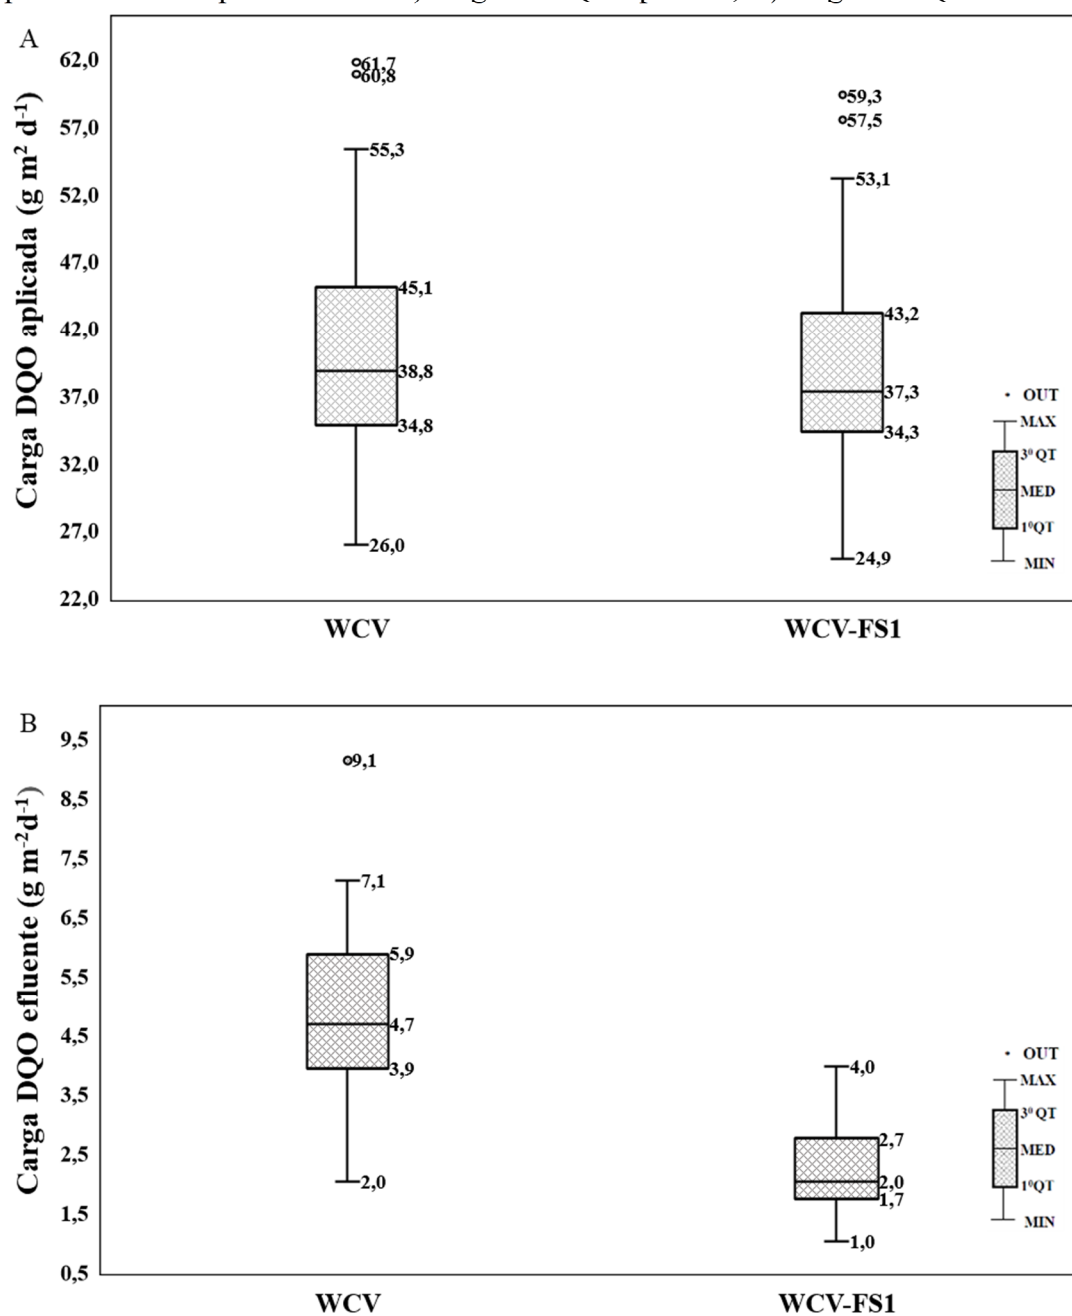 A
Carga DQO aplicada (g m² d⁻¹)
62,0
57,0
52,0
47,0
42,0
37,0
32,0
27,0
22,0
61,7
60,8
55,3
45,1
38,8
34,8
26,0
59,3
57,5
53,1
43,2
37,3
34,3
24,9
OUT
MAX
3⁰ QT
MED
1⁰QT
MIN
WCV
WCV-FS1
B
Carga DQO efluente (g m⁻²d⁻¹)
9,5
8,5
7,5
6,5
5,5
4,5
3,5
2,5
1,5
0,5
9,1
7,1
5,9
4,7
3,9
2,0
4,0
2,7
2,0
1,7
1,0
OUT
MAX
3⁰ QT
MED
1⁰QT
MIN
WCV
WCV-FS1